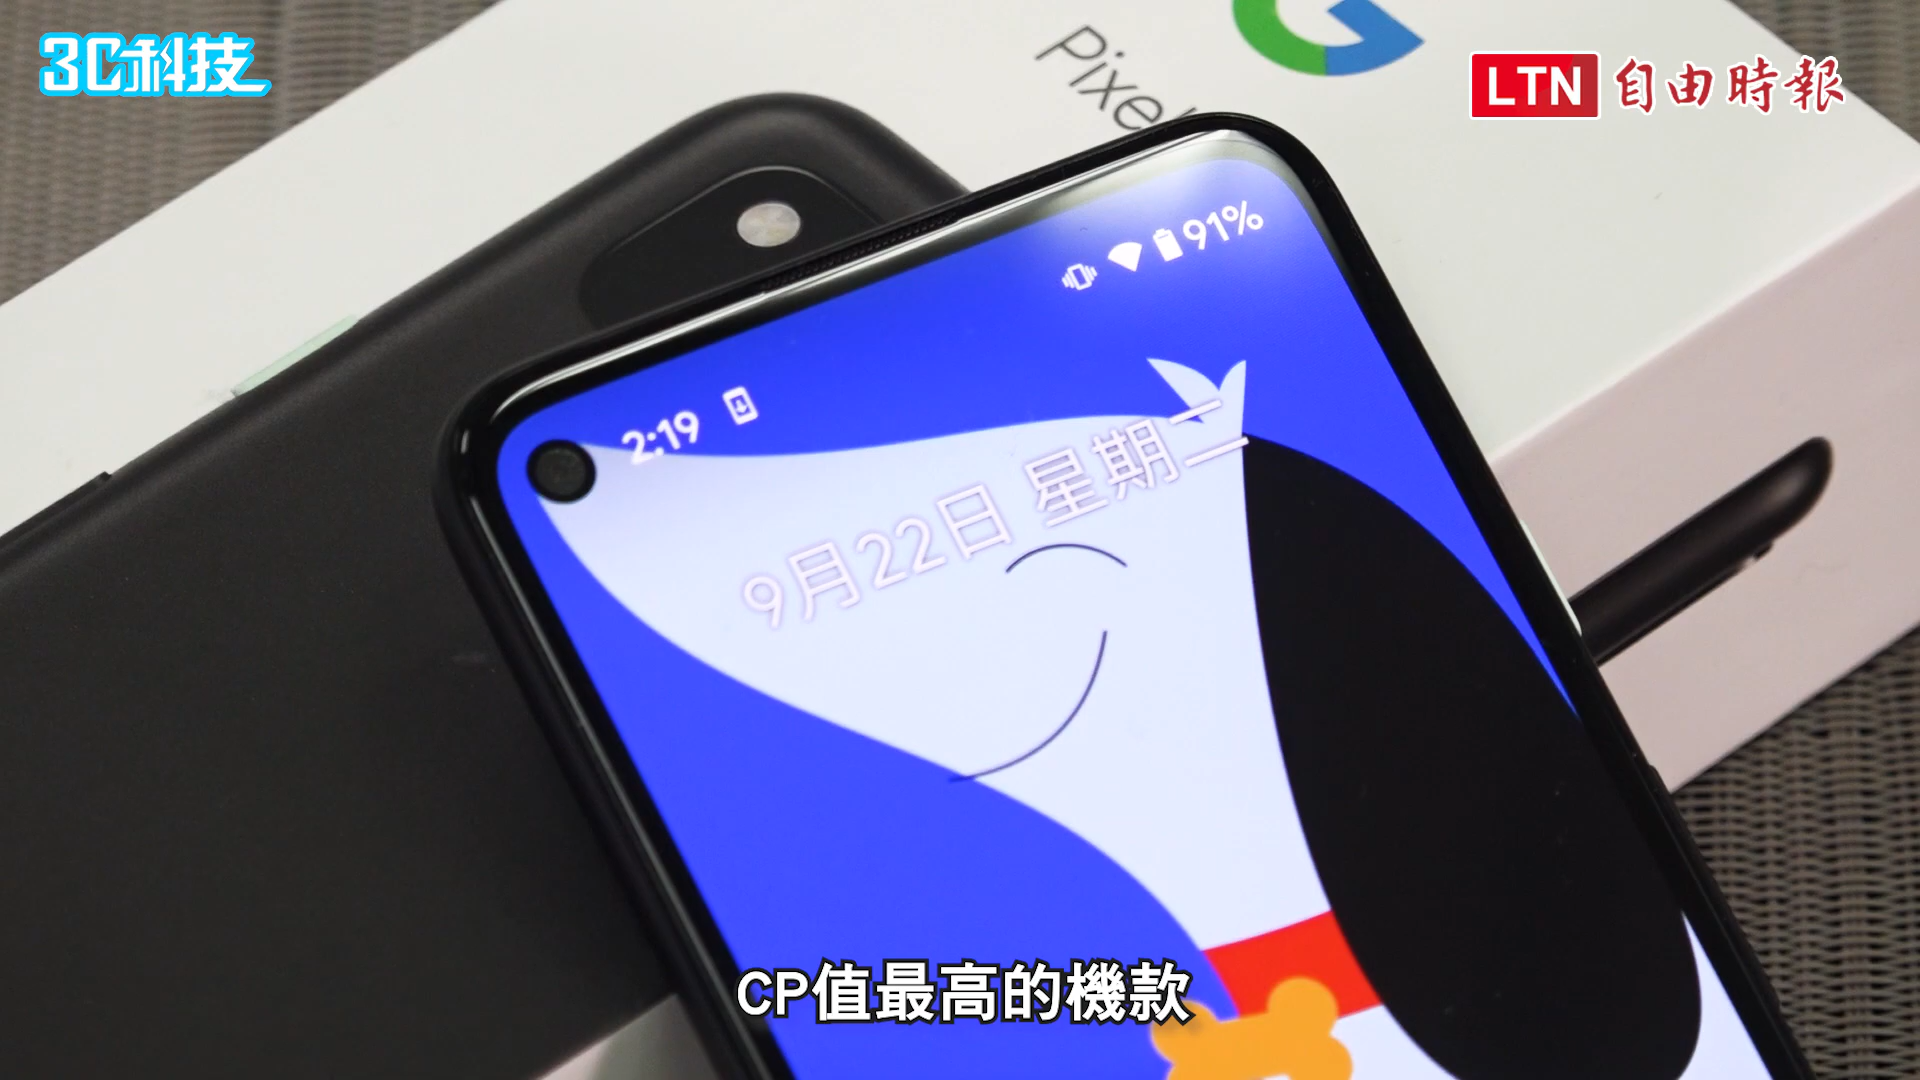 3C科技
LTN 自由時報
Pixel
91%
2:19
9月22日 星期二
CP值最高的機款